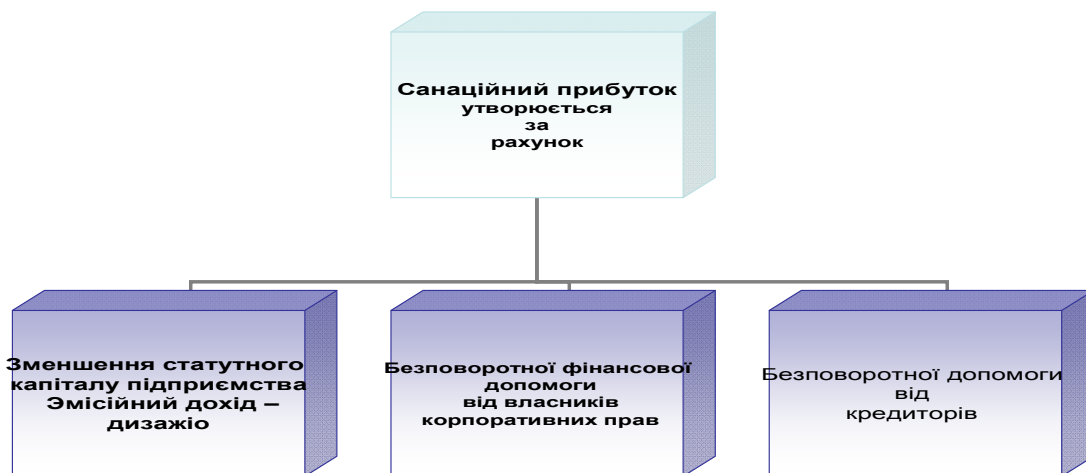 Санаційний прибуток
утворюється
за
рахунок
Зменшення статутного
капіталу підприємства
Эмісійний дохід –
дизажіо
Безповоротної фінансової
допомоги
від власників
корпоративних прав
Безповоротної допомоги
від
кредиторів